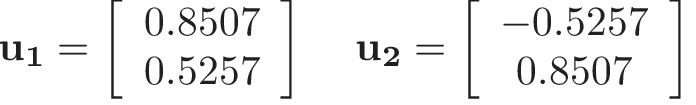 u₁ = [ 0.8507 0.5257 ] u₂ = [ −0.5257 0.8507 ]